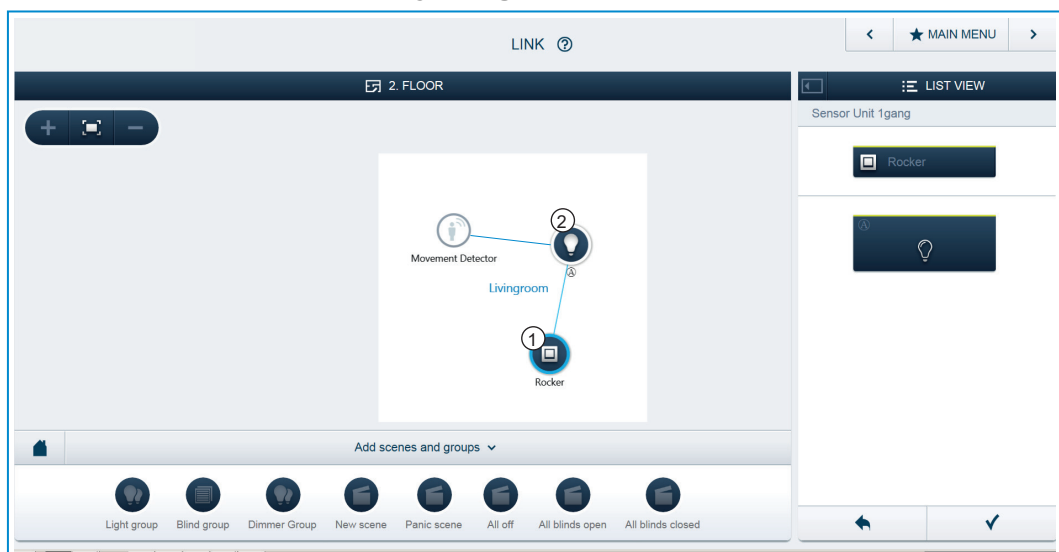 LINK ?
MAIN MENU
2. FLOOR
LIST VIEW
Sensor Unit 1gang
Rocker
A
2
Movement Detector
A
Livingroom
1
Rocker
Add scenes and groups
Light group
Blind group
Dimmer Group
New scene
Panic scene
All off
All blinds open
All blinds closed